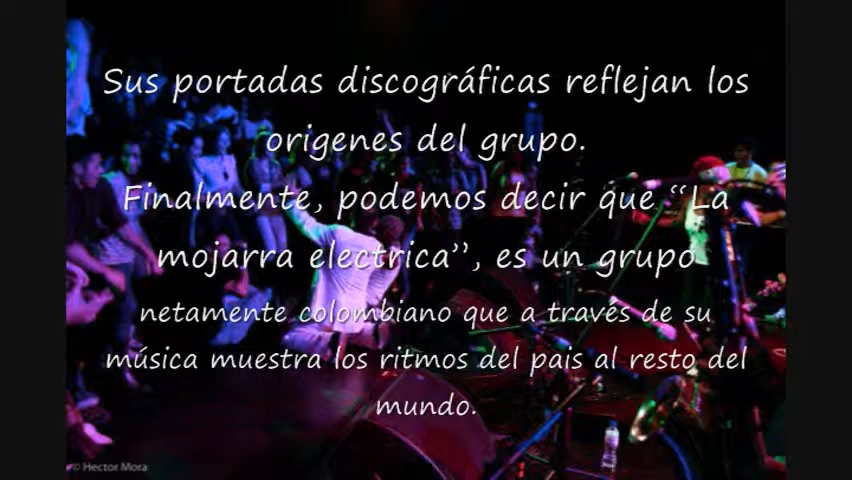 Sus portadas discográficas reflejan los
origenes del grupo.
Finalmente, podemos decir que “La
mojarra electrica”, es un grupo
netamente colombiano que a través de su
música muestra los ritmos del pais al resto del
mundo.
© Hector Mora